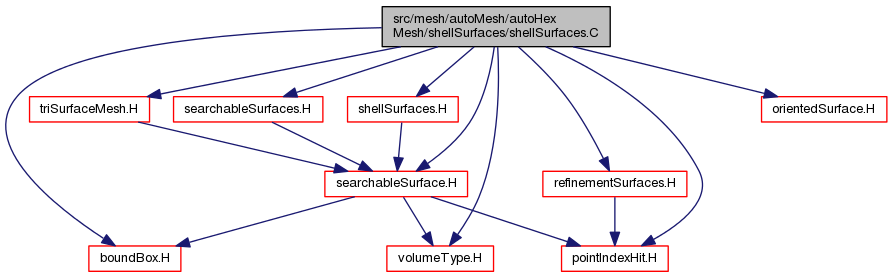 src/mesh/autoMesh/autoHex
Mesh/shellSurfaces/shellSurfaces.C
triSurfaceMesh.H
searchableSurfaces.H
shellSurfaces.H
orientedSurface.H
searchableSurface.H
refinementSurfaces.H
boundBox.H
volumeType.H
pointIndexHit.H